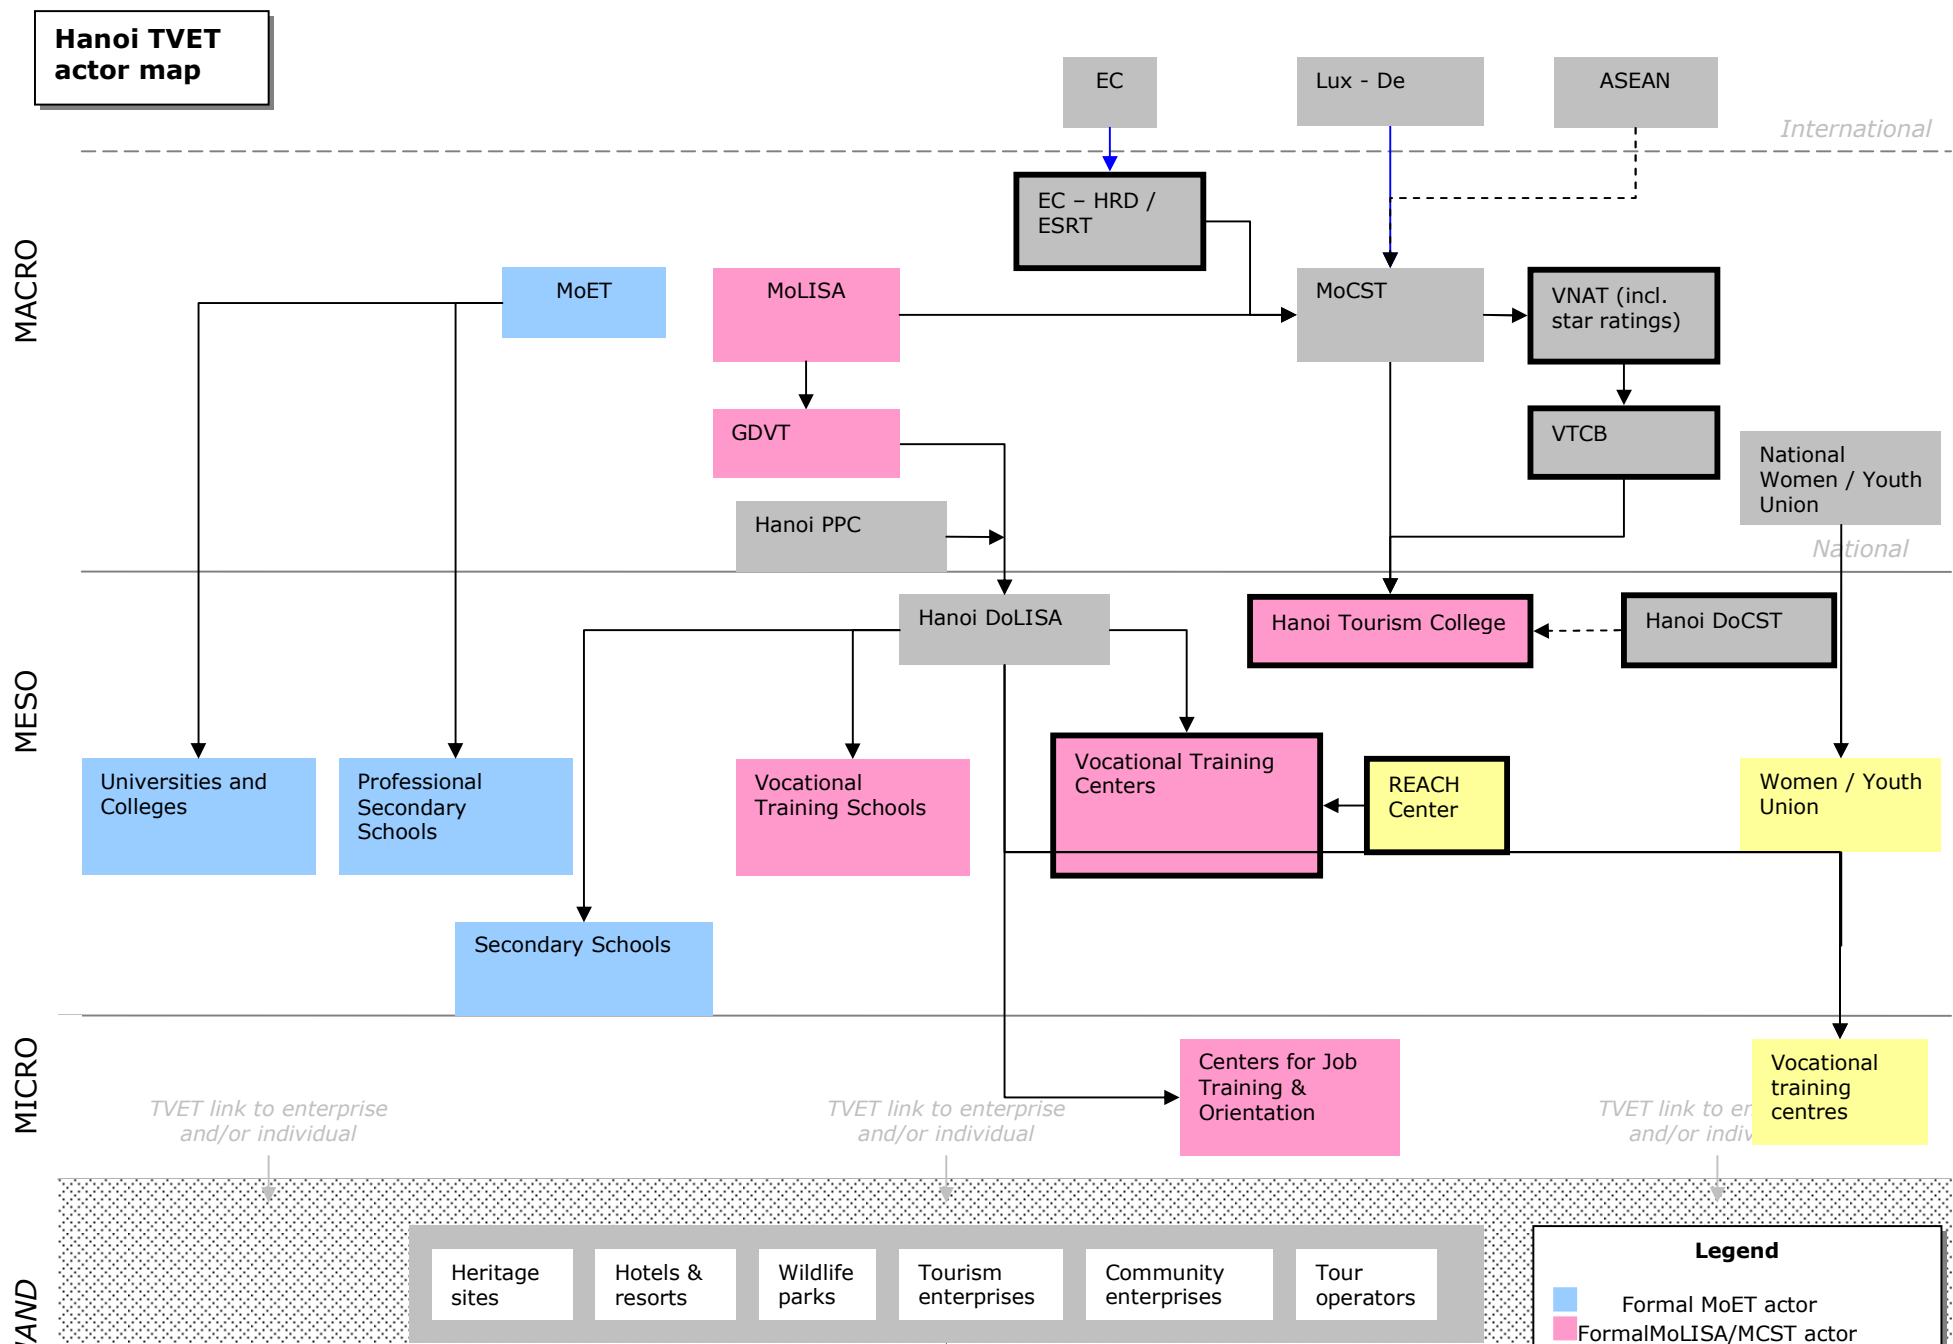 Hanoi TVET
actor map
EC
Lux - De
ASEAN
International
MACRO
EC – HRD /
ESRT
MoET
MoLISA
MoCST
VNAT (incl.
star ratings)
GDVT
VTCB
National
Women / Youth
Union
Hanoi PPC
National
MESO
Hanoi DoLISA
Hanoi Tourism College
Hanoi DoCST
Universities and
Colleges
Professional
Secondary
Schools
Vocational
Training Schools
Vocational Training
Centers
REACH
Center
Women / Youth
Union
Secondary Schools
MICRO
Centers for Job
Training &
Orientation
Vocational
training
centres
TVET link to enterprise
and/or individual
TVET link to enterprise
and/or individual
TVET link to
and/or
Heritage
sites
Hotels &
resorts
Wildlife
parks
Tourism
enterprises
Community
enterprises
Tour
operators
Legend
Formal MoET actor
FormalMoLISA/MCST actor